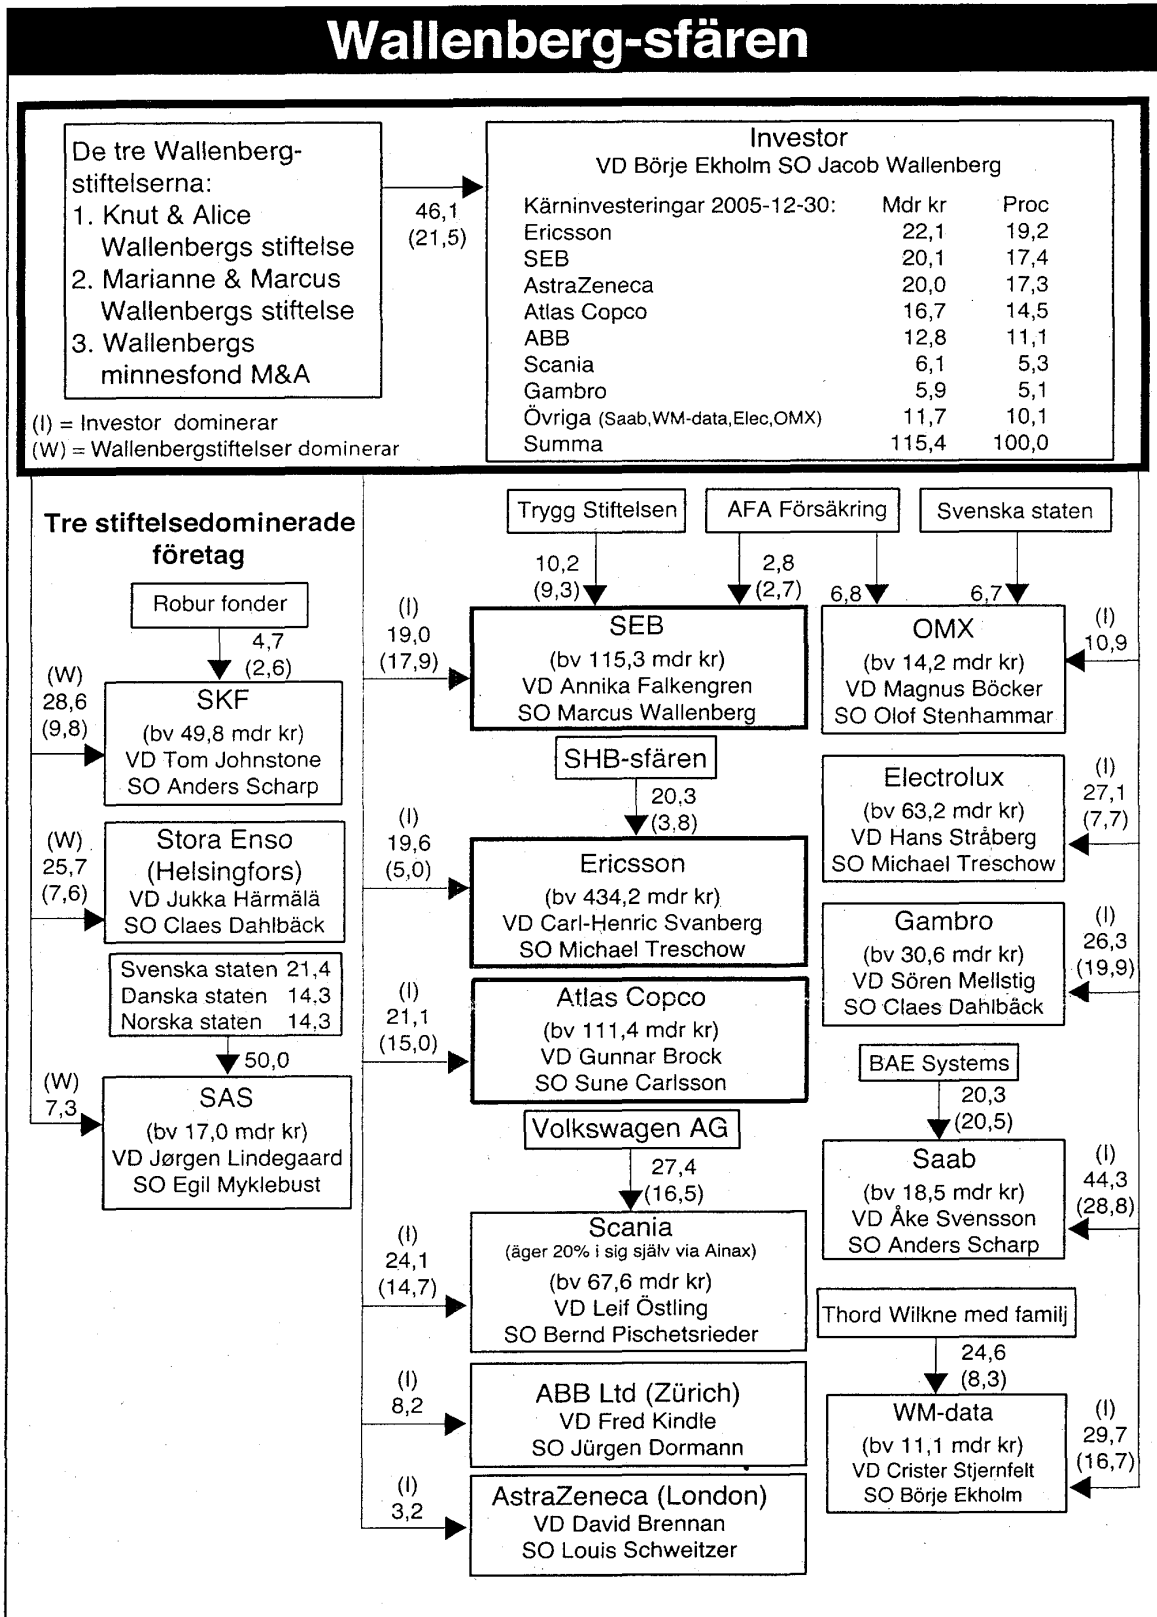 Wallenberg-sfären
De tre Wallenberg-
stiftelserna:
1. Knut & Alice
Wallenbergs stiftelse
2. Marianne & Marcus
Wallenbergs stiftelse
3. Wallenbergs
minnesfond M&A
(I) = Investor dominerar
(W) = Wallenbergstiftelser dominerar
46,1
(21,5)
Investor
VD Börje Ekholm SO Jacob Wallenberg
Kärninvesteringar 2005-12-30: Mdr kr Proc
Ericsson 22,1 19,2
SEB 20,1 17,4
AstraZeneca 20,0 17,3
Atlas Copco 16,7 14,5
ABB 12,8 11,1
Scania 6,1 5,3
Gambro 5,9 5,1
Övriga (Saab,WM-data,Elec,OMX) 11,7 10,1
Summa 115,4 100,0
Tre stiftelsedominerade
företag
Robur fonder
4,7
(2,6)
(W)
28,6
(9,8)
SKF
(bv 49,8 mdr kr)
VD Tom Johnstone
SO Anders Scharp
(W)
25,7
(7,6)
Stora Enso
(Helsingfors)
VD Jukka Härmälä
SO Claes Dahlbäck
Svenska staten 21,4
Danska staten 14,3
Norska staten 14,3
50,0
(W)
7,3
SAS
(bv 17,0 mdr kr)
VD Jørgen Lindegaard
SO Egil Myklebust
Trygg Stiftelsen
10,2
(9,3)
AFA Försäkring
2,8
(2,7)
6,8
Svenska staten
6,7
(I)
19,0
(17,9)
SEB
(bv 115,3 mdr kr)
VD Annika Falkengren
SO Marcus Wallenberg
SHB-sfären
20,3
(3,8)
(I)
19,6
(5,0)
Ericsson
(bv 434,2 mdr kr)
VD Carl-Henric Svanberg
SO Michael Treschow
(I)
21,1
(15,0)
Atlas Copco
(bv 111,4 mdr kr)
VD Gunnar Brock
SO Sune Carlsson
Volkswagen AG
27,4
(16,5)
(I)
24,1
(14,7)
Scania
(äger 20% i sig själv via Ainax)
(bv 67,6 mdr kr)
VD Leif Östling
SO Bernd Pischetsrieder
(I)
8,2
ABB Ltd (Zürich)
VD Fred Kindle
SO Jürgen Dormann
(I)
3,2
AstraZeneca (London)
VD David Brennan
SO Louis Schweitzer
OMX
(bv 14,2 mdr kr)
VD Magnus Böcker
SO Olof Stenhammar
(I)
10,9
Electrolux
(bv 63,2 mdr kr)
VD Hans Stråberg
SO Michael Treschow
(I)
27,1
(7,7)
Gambro
(bv 30,6 mdr kr)
VD Sören Mellstig
SO Claes Dahlbäck
(I)
26,3
(19,9)
BAE Systems
20,3
(20,5)
Saab
(bv 18,5 mdr kr)
VD Åke Svensson
SO Anders Scharp
(I)
44,3
(28,8)
Thord Wilkne med familj
24,6
(8,3)
WM-data
(bv 11,1 mdr kr)
VD Crister Stjernfelt
SO Börje Ekholm
(I)
29,7
(16,7)